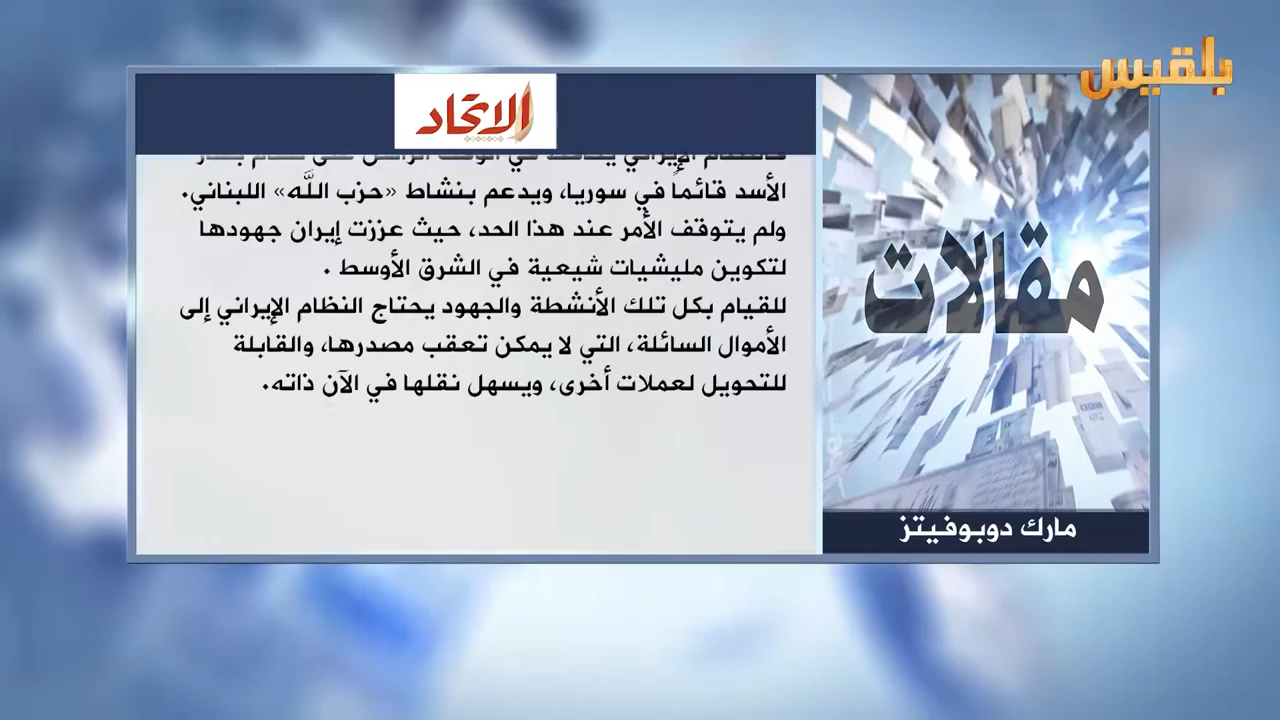 بلقيس
الاتحاد
الأسد قائماً في سوريا، ويدعم بنشاط «حزب الله» اللبناني.
ولم يتوقف الأمر عند هذا الحد، حيث عززت إيران جهودها
لتكوين مليشيات شيعية في الشرق الأوسط .
للقيام بكل تلك الأنشطة والجهود يحتاج النظام الإيراني إلى
الأموال السائلة، التي لا يمكن تعقب مصدرها، والقابلة
للتحويل لعملات أخرى، ويسهل نقلها في الآن ذاته.
مقالات
مارك دوبوفيتز